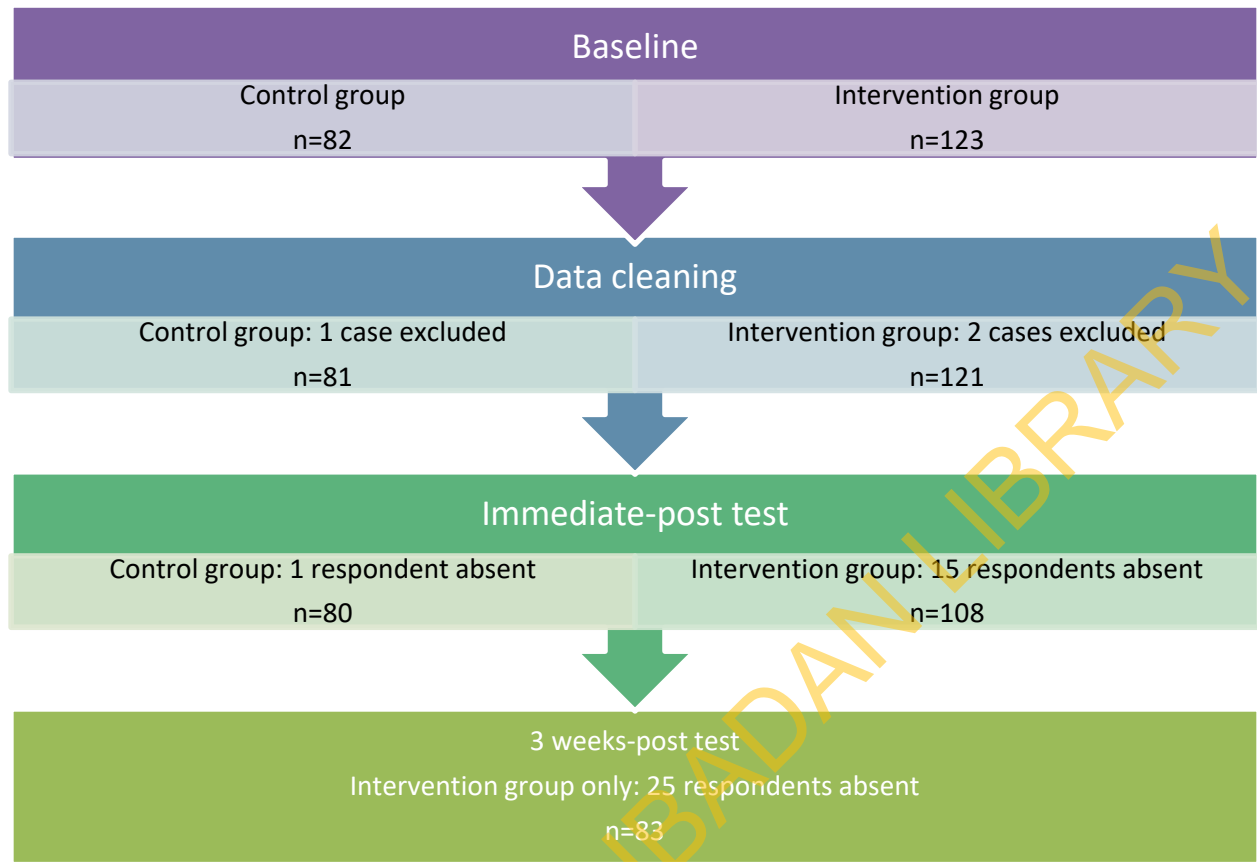 Baseline
Control group
n=82
Intervention group
n=123
Data cleaning
Control group: 1 case excluded
n=81
Intervention group: 2 cases excluded
n=121
Immediate-post test
Control group: 1 respondent absent
n=80
Intervention group: 15 respondents absent
n=108
3 weeks-post test
Intervention group only: 25 respondents absent
n=83
IBADAN LIBRARY